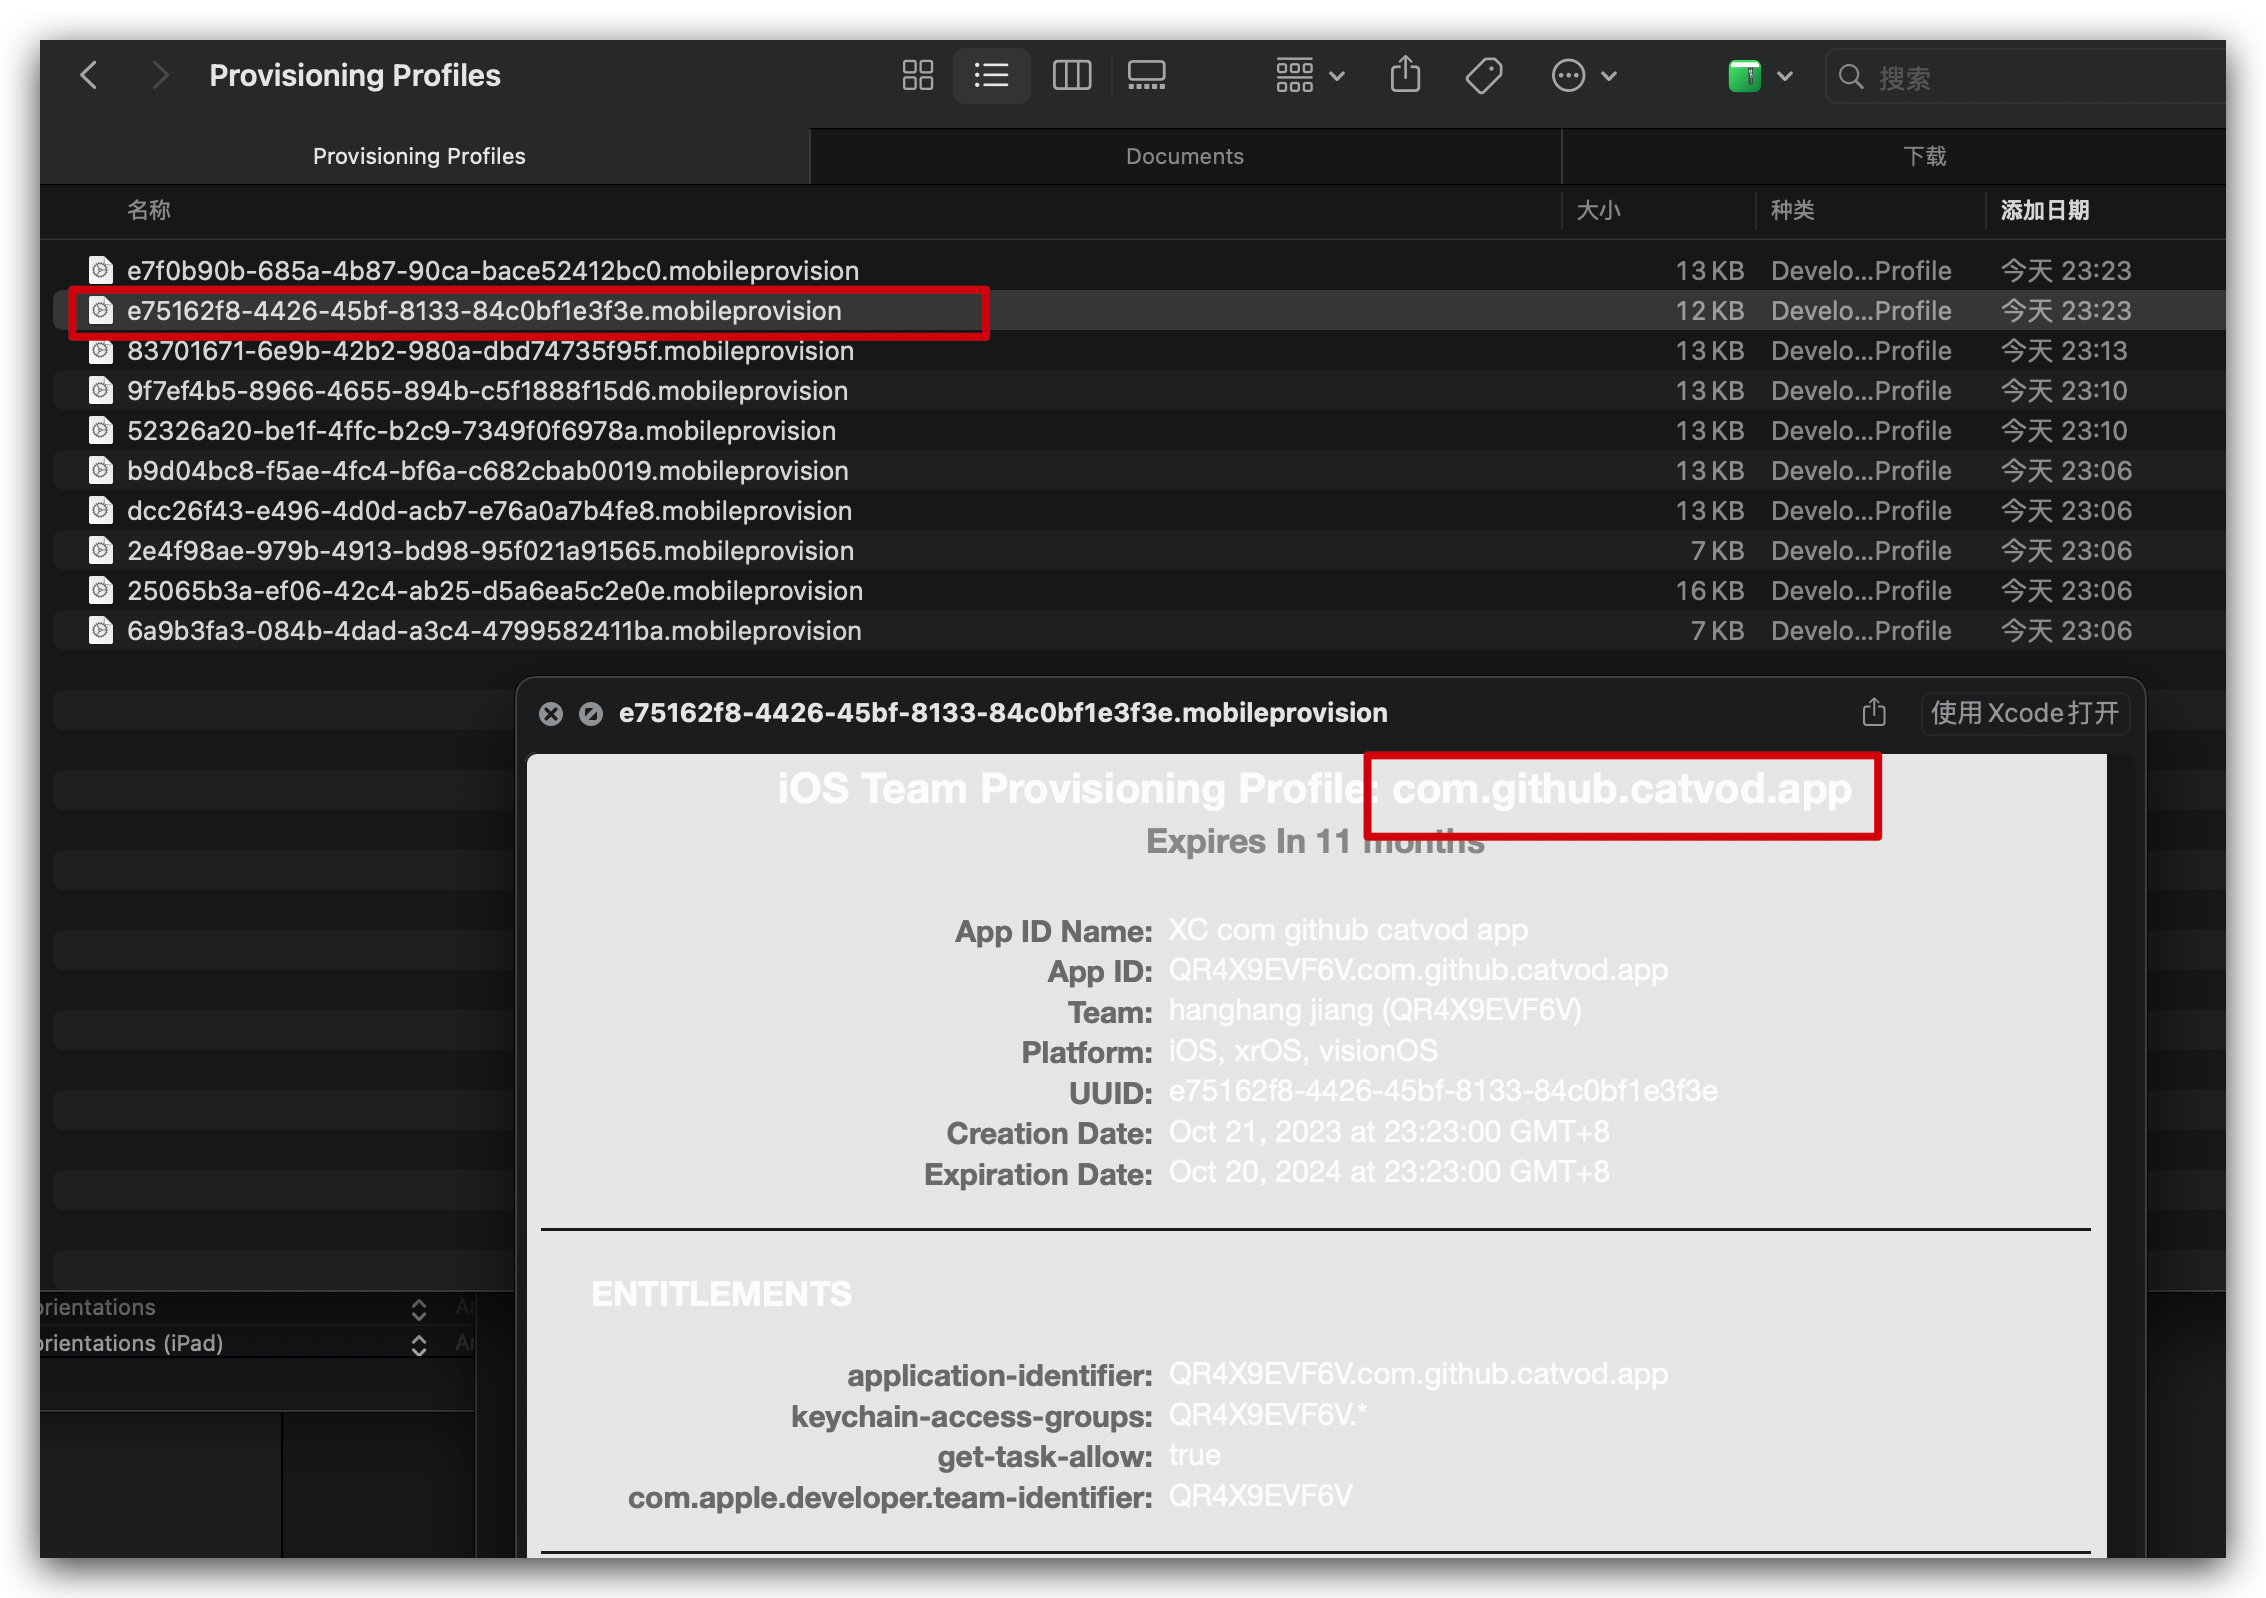 Provisioning Profiles
搜索
Provisioning Profiles
Documents
下载
名称
大小
种类
添加日期
e7f0b90b-685a-4b87-90ca-bace52412bc0.mobileprovision 13 KB Develo...Profile 今天 23:23
e75162f8-4426-45bf-8133-84c0bf1e3f3e.mobileprovision 12 KB Develo...Profile 今天 23:23
83701671-6e9b-42b2-980a-dbd74735f95f.mobileprovision 13 KB Develo...Profile 今天 23:13
9f7ef4b5-8966-4655-894b-c5f1888f15d6.mobileprovision 13 KB Develo...Profile 今天 23:10
52326a20-be1f-4ffc-b2c9-7349f0f6978a.mobileprovision 13 KB Develo...Profile 今天 23:10
b9d04bc8-f5ae-4fc4-bf6a-c682cbab0019.mobileprovision 13 KB Develo...Profile 今天 23:06
dcc26f43-e496-4d0d-acb7-e76a0a7b4fe8.mobileprovision 13 KB Develo...Profile 今天 23:06
2e4f98ae-979b-4913-bd98-95f021a91565.mobileprovision 7 KB Develo...Profile 今天 23:06
25065b3a-ef06-42c4-ab25-d5a6ea5c2e0e.mobileprovision 16 KB Develo...Profile 今天 23:06
6a9b3fa3-084b-4dad-a3c4-4799582411ba.mobileprovision 7 KB Develo...Profile 今天 23:06
e75162f8-4426-45bf-8133-84c0bf1e3f3e.mobileprovision
使用 Xcode 打开
iOS Team Provisioning Profile: com.github.catvod.app
Expires In 11 months
App ID Name: XC com github catvod app
App ID: QR4X9EVF6V.com.github.catvod.app
Team: hanghang jiang (QR4X9EVF6V)
Platform: iOS, xrOS, visionOS
UUID: e75162f8-4426-45bf-8133-84c0bf1e3f3e
Creation Date: Oct 21, 2023 at 23:23:00 GMT+8
Expiration Date: Oct 20, 2024 at 23:23:00 GMT+8
ENTITLEMENTS
application-identifier: QR4X9EVF6V.com.github.catvod.app
keychain-access-groups: QR4X9EVF6V.*
get-task-allow: true
com.apple.developer.team-identifier: QR4X9EVF6V
orientations
orientations (iPad)